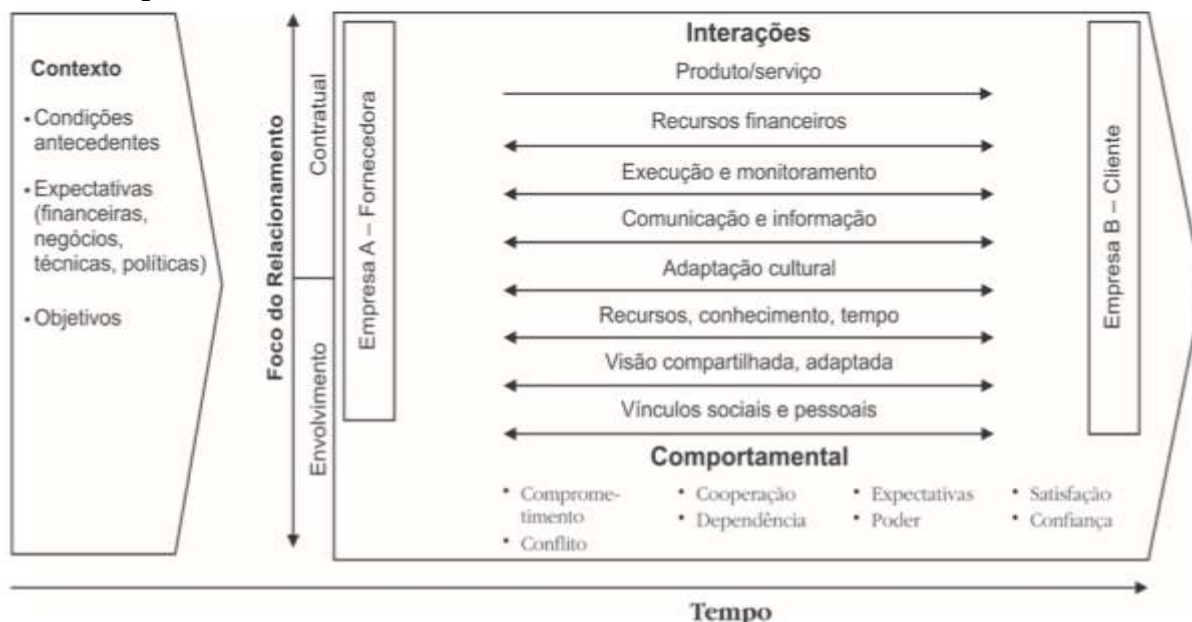 Contexto
• Condições
antecedentes
• Expectativas
(financeiras,
negócios,
técnicas, políticas)
• Objetivos
Foco do Relacionamento
Contratual
Envolvimento
Empresa A – Fornecedora
Interações
Produto/serviço
Recursos financeiros
Execução e monitoramento
Comunicação e informação
Adaptação cultural
Recursos, conhecimento, tempo
Visão compartilhada, adaptada
Vínculos sociais e pessoais
Comportamental
• Comprome-
timento
• Conflito
• Cooperação
• Dependência
• Expectativas
• Poder
• Satisfação
• Confiança
Empresa B – Cliente
Tempo